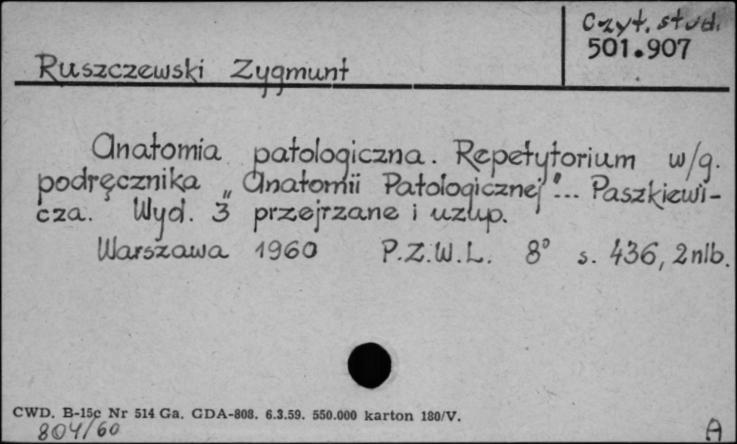 Czyt. stud.
501.907
Ruszczewski Zygmunt
Anatomia patologiczna. Repetytorium w/g.
podręcznika „Anatomii Patologicznej"... Paszkiewi-
cza. Wyd. 3 przejrzane i uzup.
Warszawa 1960 P.Z.W.L. 8° s. 436, 2nlb.
CWD. B-15c Nr 514 Ga. GDA-808. 6.3.59. 550.000 karton 180/V.
804/60
A